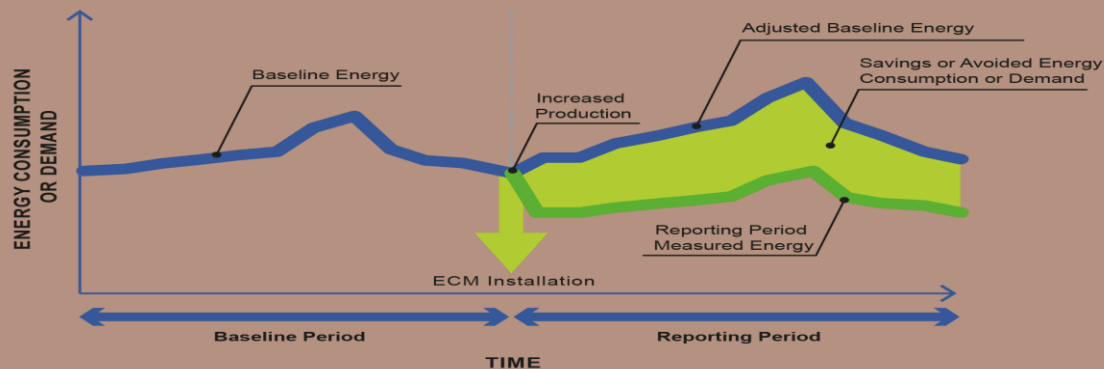 Adjusted Baseline Energy
Savings or Avoided Energy
Consumption or Demand
Baseline Energy
Increased
Production
ENERGY CONSUMPTION
OR DEMAND
Reporting Period
Measured Energy
ECM Installation
Baseline Period
Reporting Period
TIME